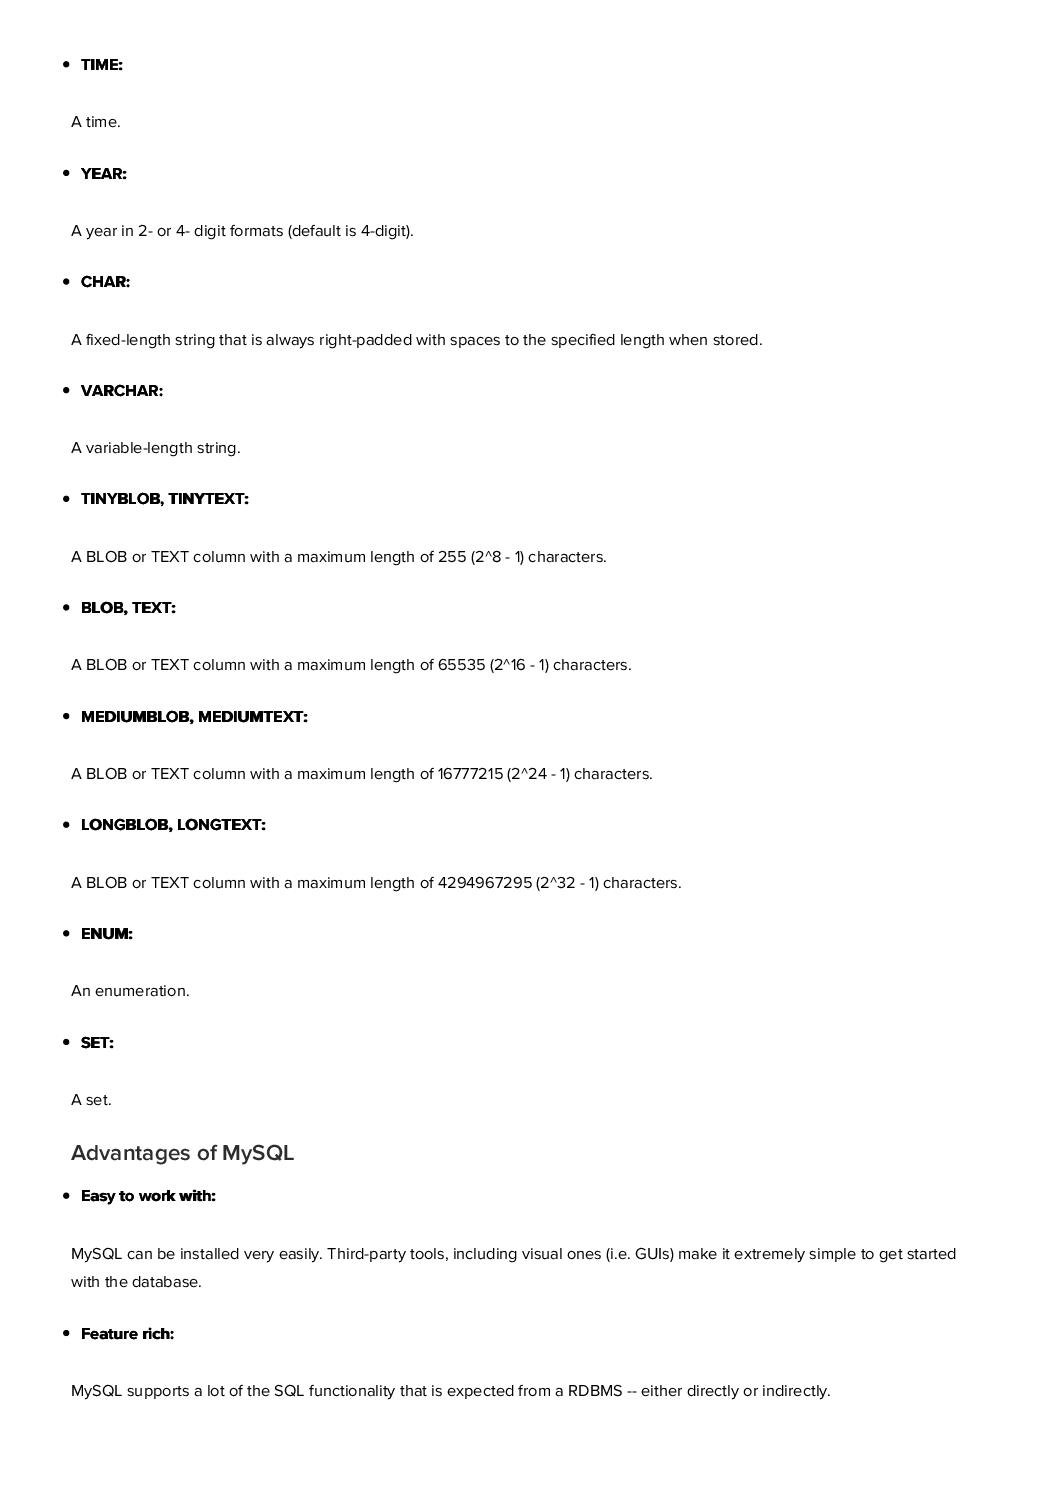 • TIME:
A time.
• YEAR:
A year in 2- or 4- digit formats (default is 4-digit).
• CHAR:
A fixed-length string that is always right-padded with spaces to the specified length when stored.
• VARCHAR:
A variable-length string.
• TINYBLOB, TINYTEXT:
A BLOB or TEXT column with a maximum length of 255 (2^8 - 1) characters.
• BLOB, TEXT:
A BLOB or TEXT column with a maximum length of 65535 (2^16 - 1) characters.
• MEDIUMBLOB, MEDIUMTEXT:
A BLOB or TEXT column with a maximum length of 16777215 (2^24 - 1) characters.
• LONGBLOB, LONGTEXT:
A BLOB or TEXT column with a maximum length of 4294967295 (2^32 - 1) characters.
• ENUM:
An enumeration.
• SET:
A set.
Advantages of MySQL
• Easy to work with:
MySQL can be installed very easily. Third-party tools, including visual ones (i.e. GUIs) make it extremely simple to get started
with the database.
• Feature rich:
MySQL supports a lot of the SQL functionality that is expected from a RDBMS -- either directly or indirectly.